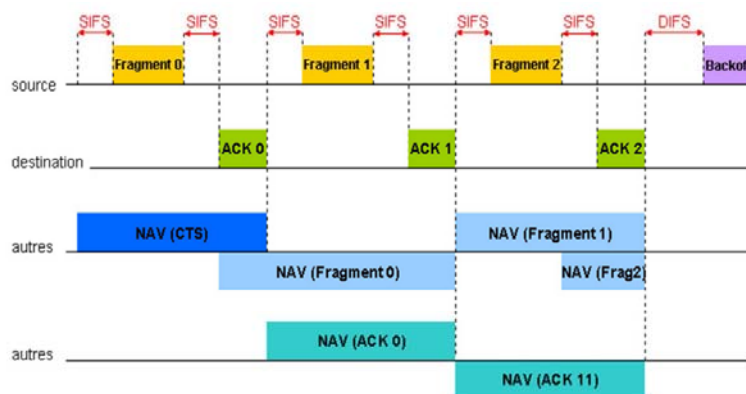 SIFS SIFS SIFS SIFS SIFS SIFS DIFS
Fragment 0 Fragment 1 Fragment 2 Backof
source
ACK 0 ACK 1 ACK 2
destination
NAV (CTS) NAV (Fragment 1)
autres
NAV (Fragment 0) NAV (Frag2)
NAV (ACK 0)
autres
NAV (ACK 11)